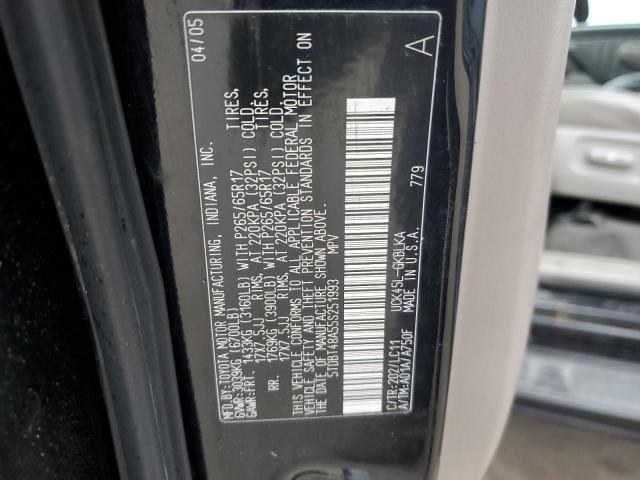 MFD.BY:TOYOTA MOTOR MANUFACTURING, INDIANA, INC. 04/05
GVWR:3039KG (6700LB)
GAWR:FRT. 1433KG (3160LB) WITH P265/65R17 TIRES,
17X7.5JJ RIMS, AT 220KPA (32PSI) COLD.
RR. 1769KG (3900LB) WITH P265/65R17 TIRES,
17X7.5JJ RIMS, AT 220KPA (32PSI) COLD.
THIS VEHICLE CONFORMS TO ALL APPLICABLE FEDERAL MOTOR
VEHICLE SAFETY AND THEFT PREVENTION STANDARDS IN EFFECT ON
THE DATE OF MANUFACTURE SHOWN ABOVE.
5TDBT48A55S251993 MPV
779
C/TR:202/LC11 UCK45L-GKBLKA
A/TM:A01A/A750F MADE IN U.S.A. A